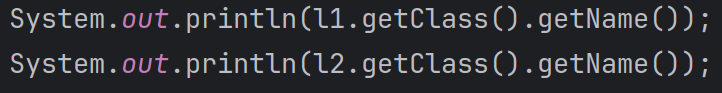 System.out.println(l1.getClass().getName());
System.out.println(l2.getClass().getName());